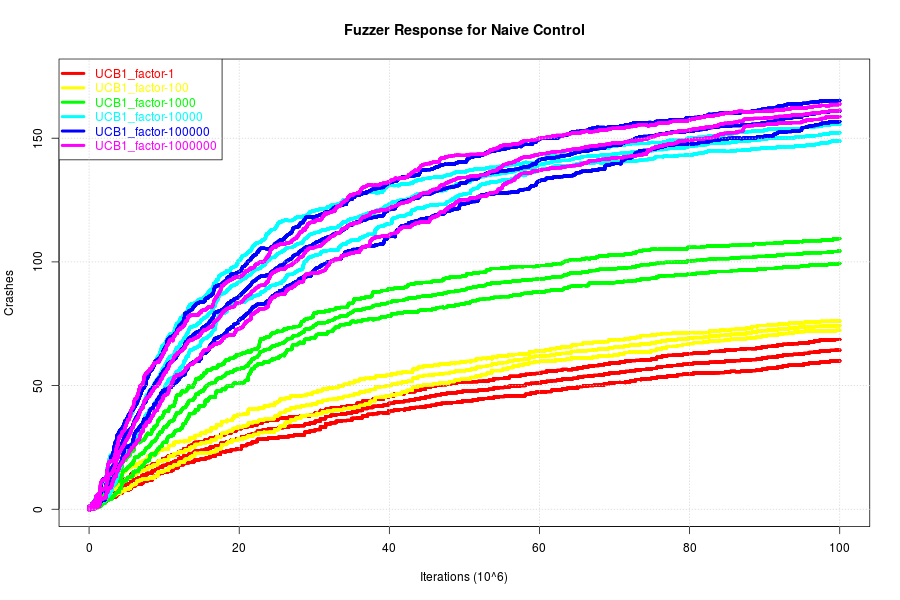 Fuzzer Response for Naive Control
UCB1_factor-1
UCB1_factor-100
UCB1_factor-1000
UCB1_factor-10000
UCB1_factor-100000
UCB1_factor-1000000
Crashes
150
100
50
0
0 20 40 60 80 100
Iterations (10^6)